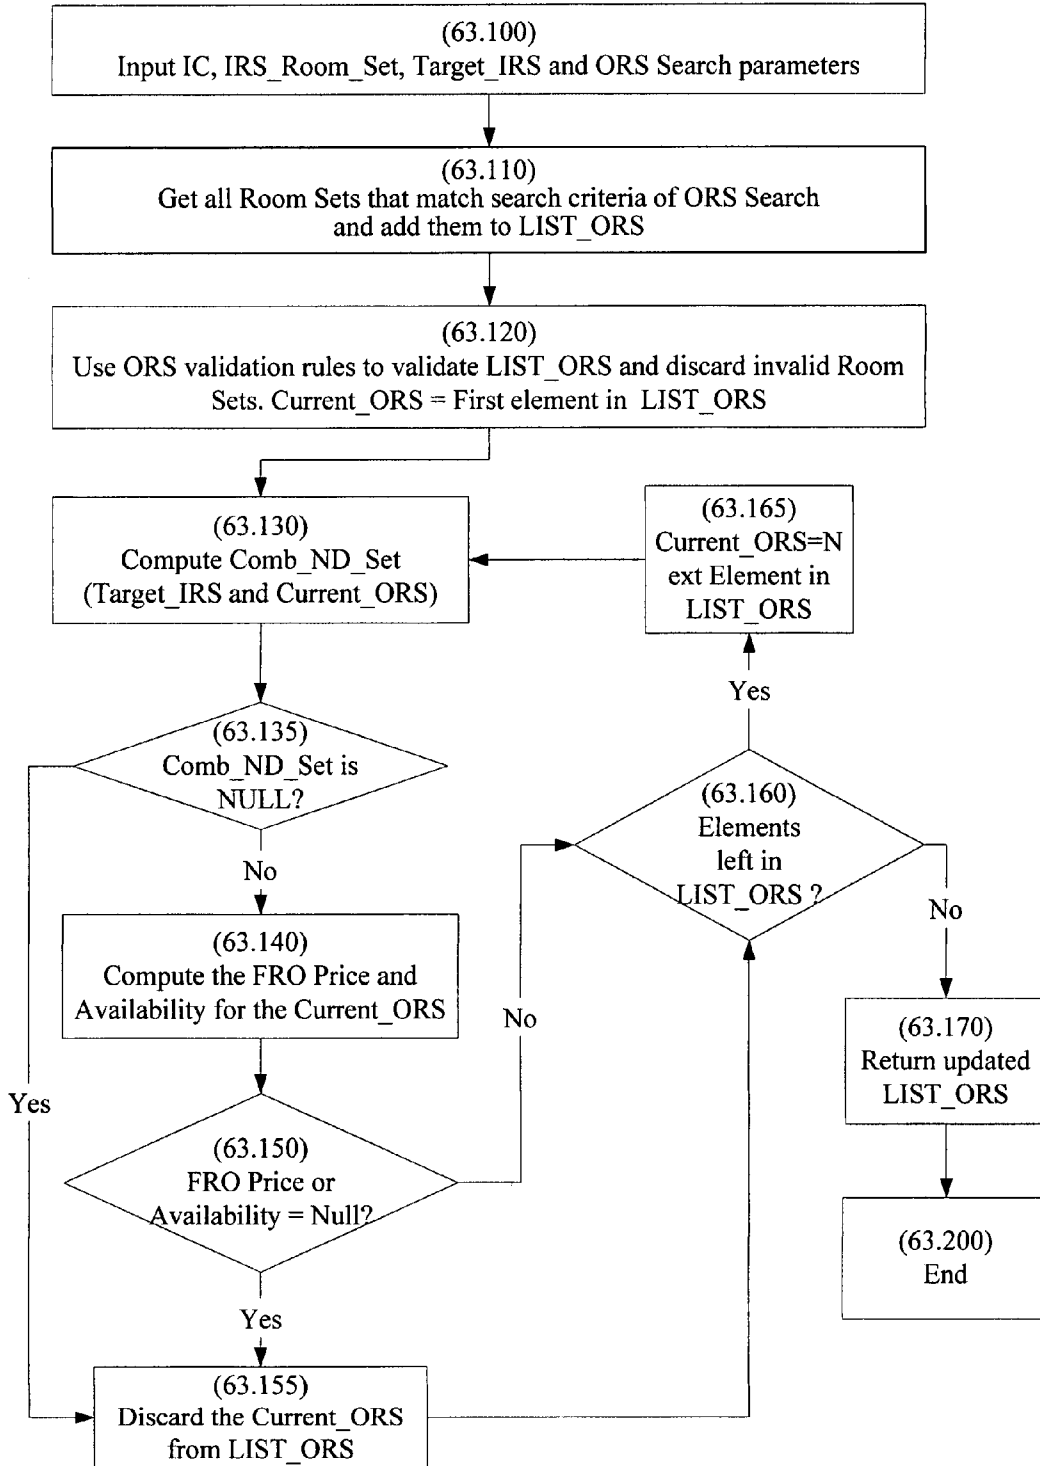 (63.100)
Input IC, IRS_Room_Set, Target_IRS and ORS Search parameters
(63.110)
Get all Room Sets that match search criteria of ORS Search
and add them to LIST_ORS
(63.120)
Use ORS validation rules to validate LIST_ORS and discard invalid Room
Sets. Current_ORS = First element in LIST_ORS
(63.130)
Compute Comb_ND_Set
(Target_IRS and Current_ORS)
(63.165)
Current_ORS=N
ext Element in
LIST_ORS
Yes
(63.135)
Comb_ND_Set is
NULL?
No
(63.160)
Elements
left in
LIST_ORS ?
No
(63.140)
Compute the FRO Price and
Availability for the Current_ORS
No
Yes
(63.150)
FRO Price or
Availability = Null?
Yes
(63.155)
Discard the Current_ORS
from LIST_ORS
(63.170)
Return updated
LIST_ORS
(63.200)
End